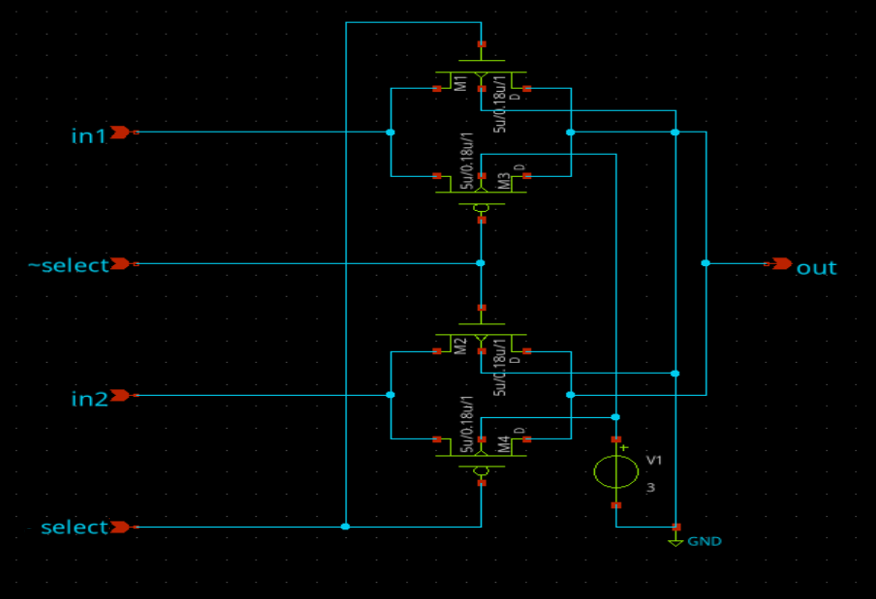 M1
D
5u/0.18u/1
in1
5u/0.18u/1
M3
D
~select
out
M2
D
5u/0.18u/1
in2
5u/0.18u/1
M4
D
+
V1
3
select
GND